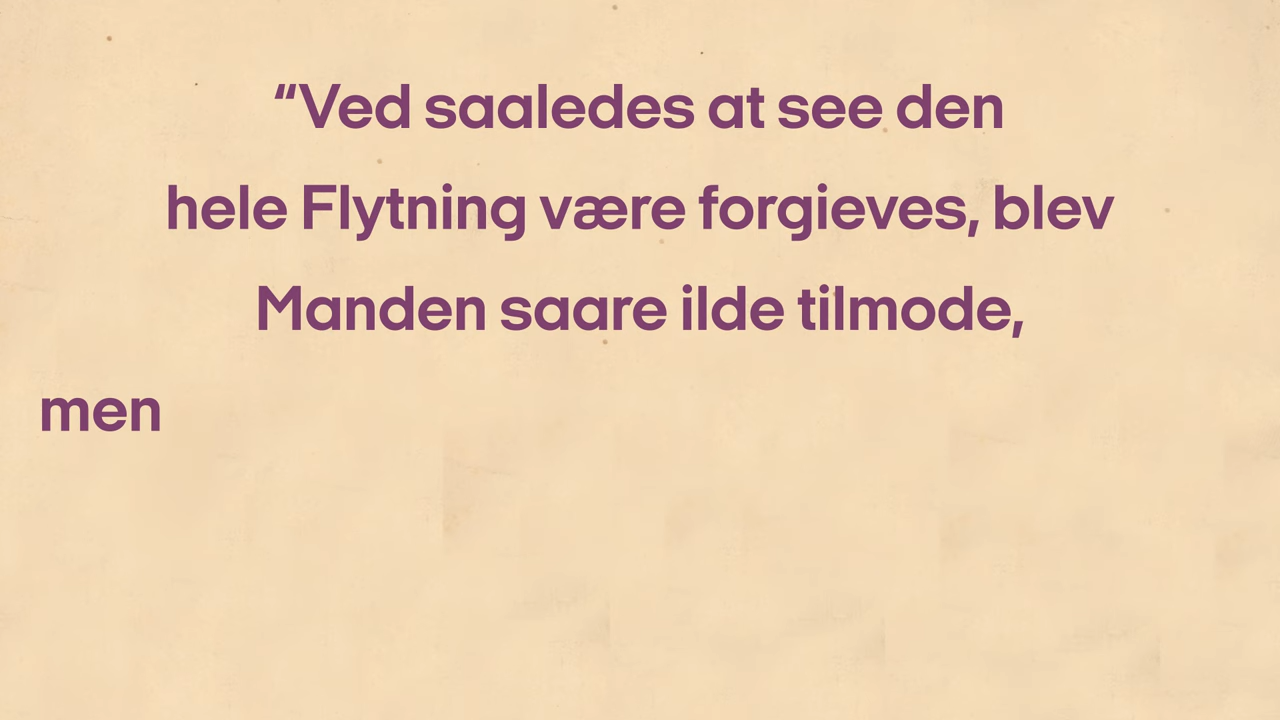 “Ved saaledes at see den
hele Flytning være forgieves, blev
Manden saare ilde tilmode,
men